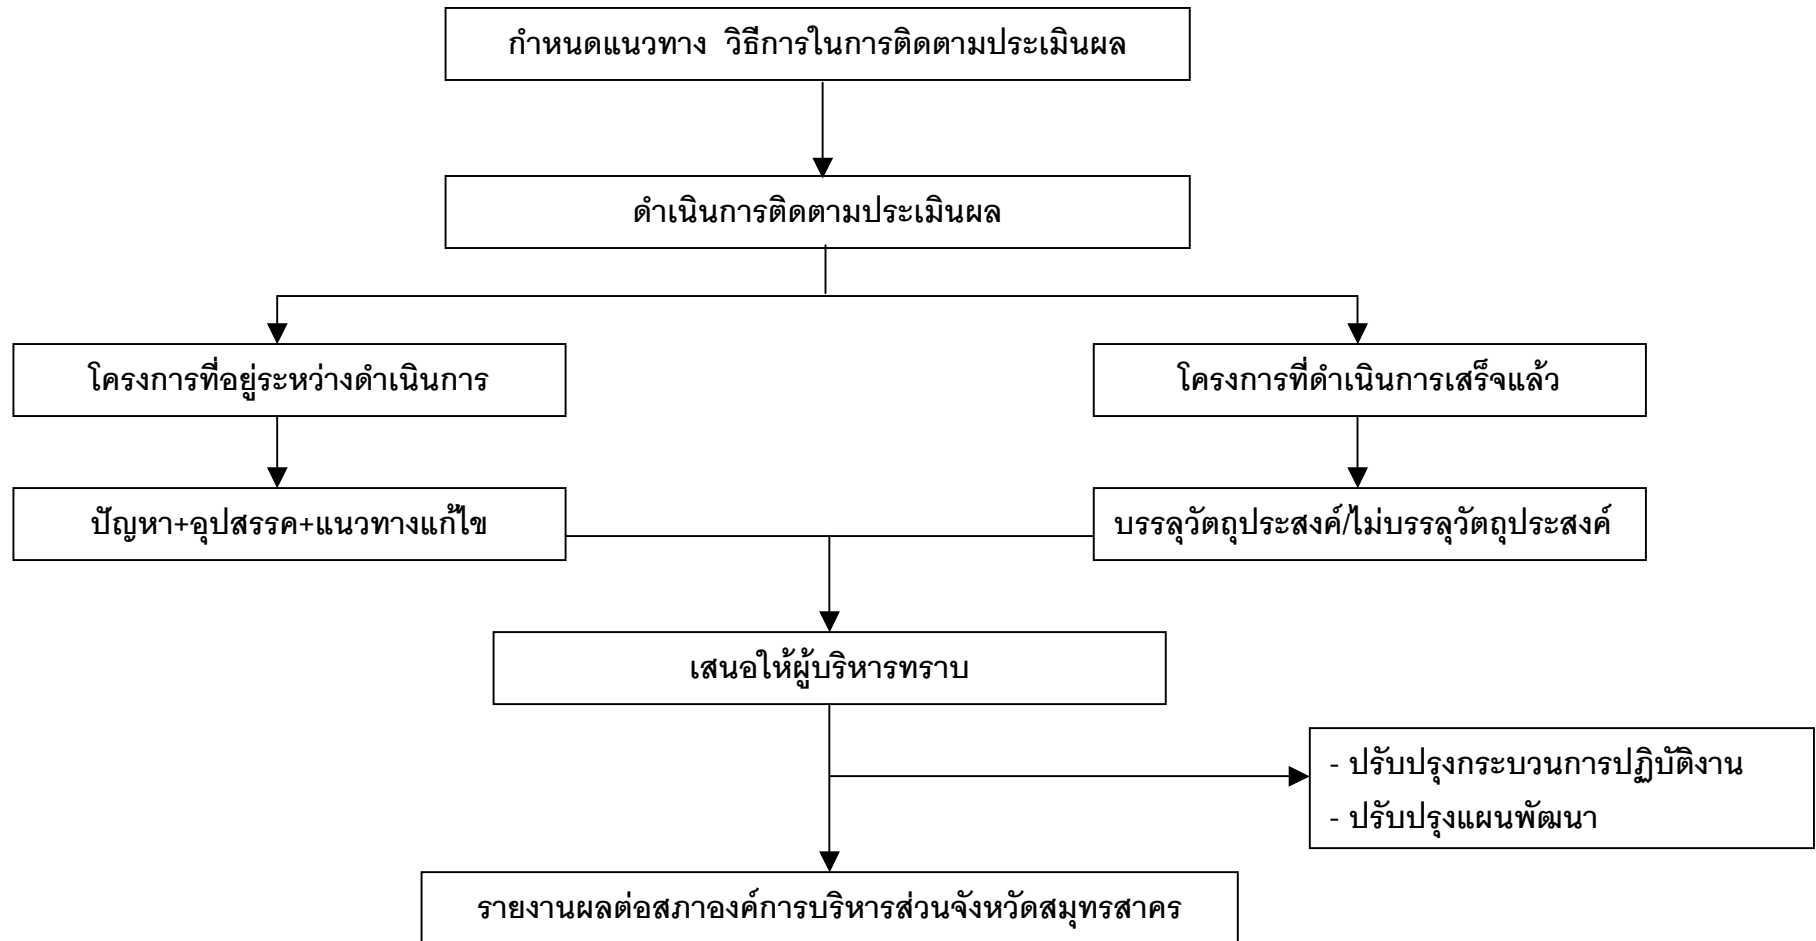 กำหนดแนวทาง วิธีการในการติดตามประเมินผล
ดำเนินการติดตามประเมินผล
โครงการที่อยู่ระหว่างดำเนินการ
โครงการที่ดำเนินการเสร็จแล้ว
ปัญหา+อุปสรรค+แนวทางแก้ไข
บรรลุวัตถุประสงค์/ไม่บรรลุวัตถุประสงค์
เสนอให้ผู้บริหารทราบ
- ปรับปรุงกระบวนการปฏิบัติงาน
- ปรับปรุงแผนพัฒนา
รายงานผลต่อสภาองค์การบริหารส่วนจังหวัดสมุทรสาคร